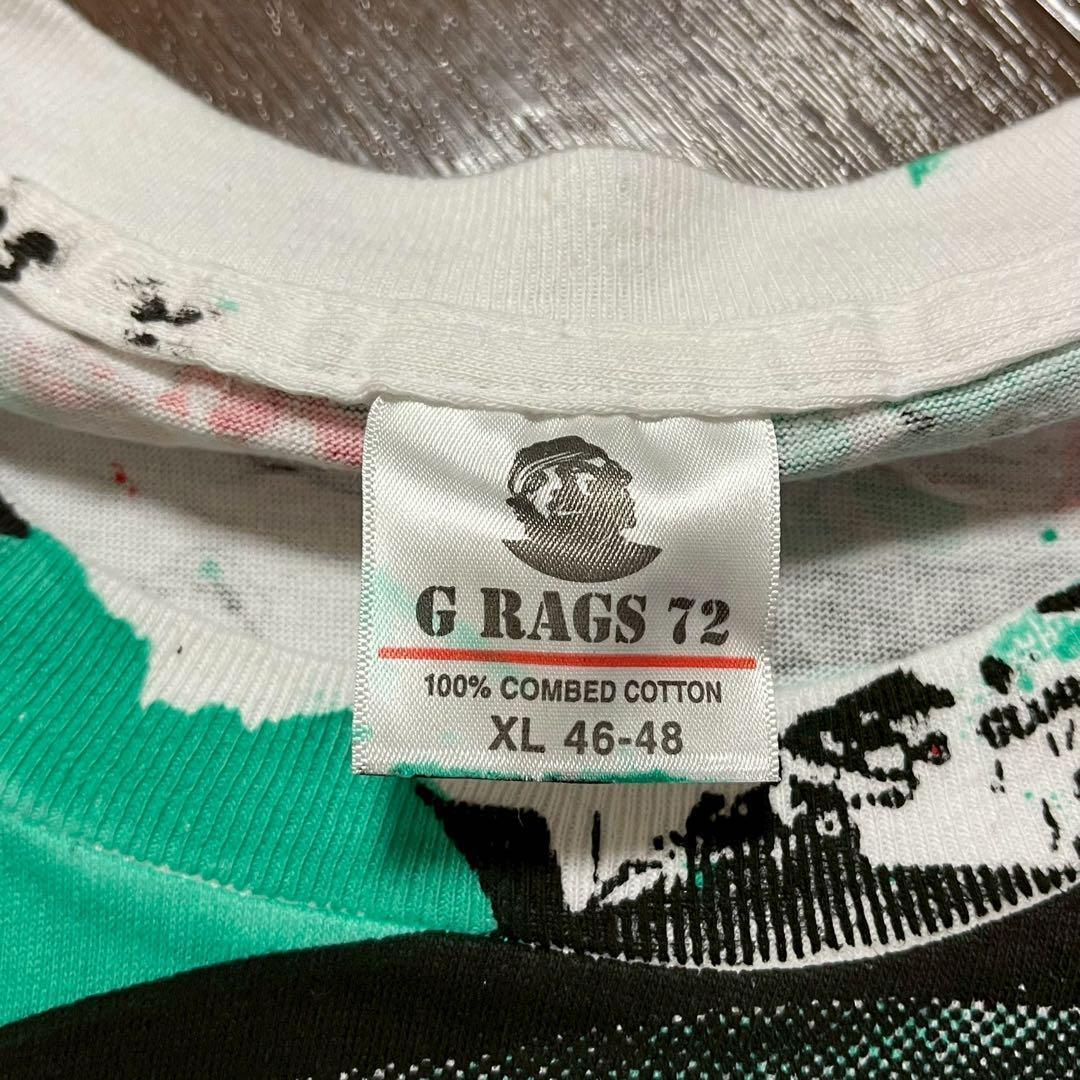 G RAGS 72
100% COMBED COTTON
XL 46-48